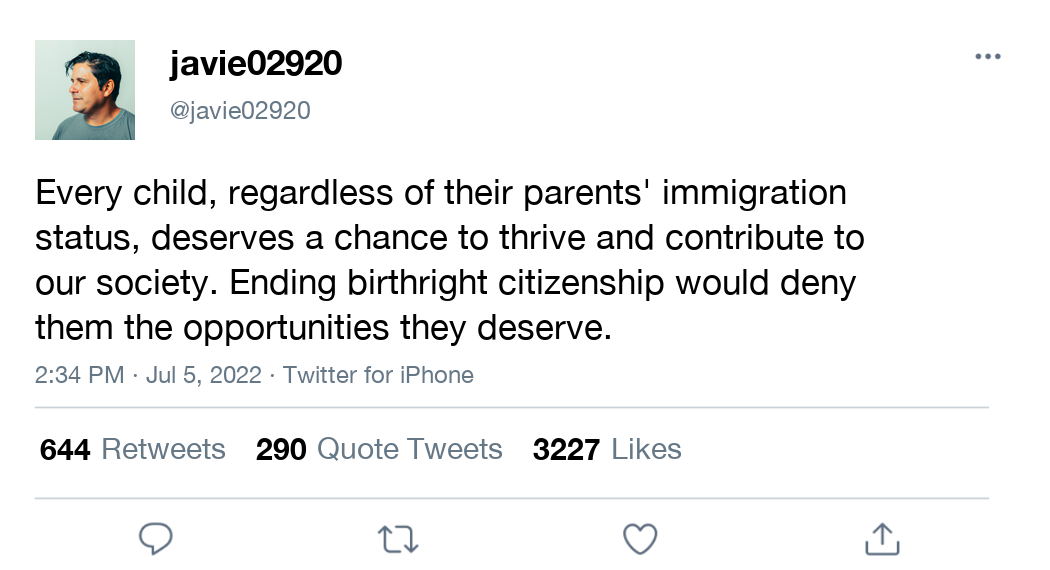 javie02920
@javie02920
Every child, regardless of their parents' immigration
status, deserves a chance to thrive and contribute to
our society. Ending birthright citizenship would deny
them the opportunities they deserve.
2:34 PM · Jul 5, 2022 · Twitter for iPhone
644 Retweets 290 Quote Tweets 3227 Likes